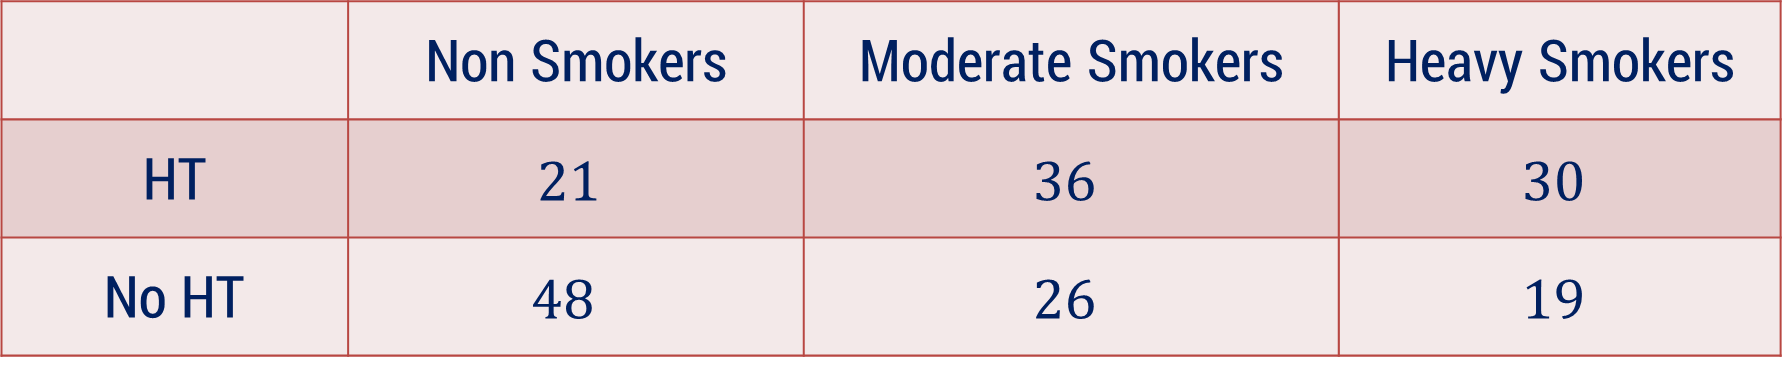 Non Smokers Moderate Smokers Heavy Smokers
HT 21 36 30
No HT 48 26 19